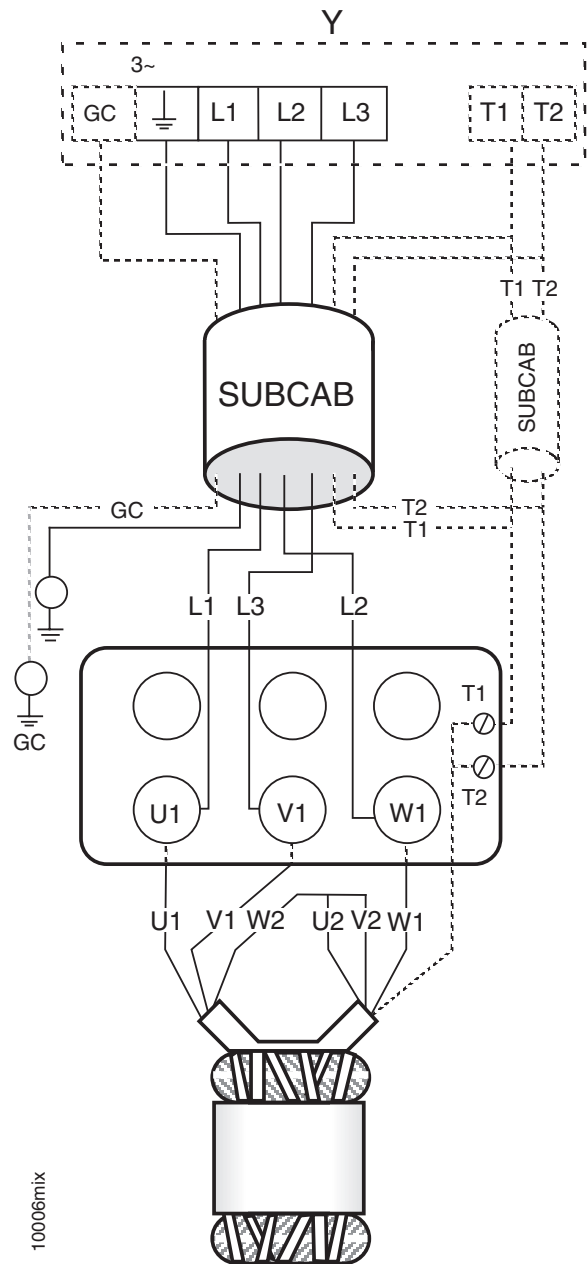 Y
3~
GC L1 L2 L3 T1 T2
T1 T2
SUBCAB
SUBCAB
GC
T2
T1
L1 L3 L2
T1
GC
T2
U1 V1 W1
U1 V1 W2 U2 V2 W1
10006mix